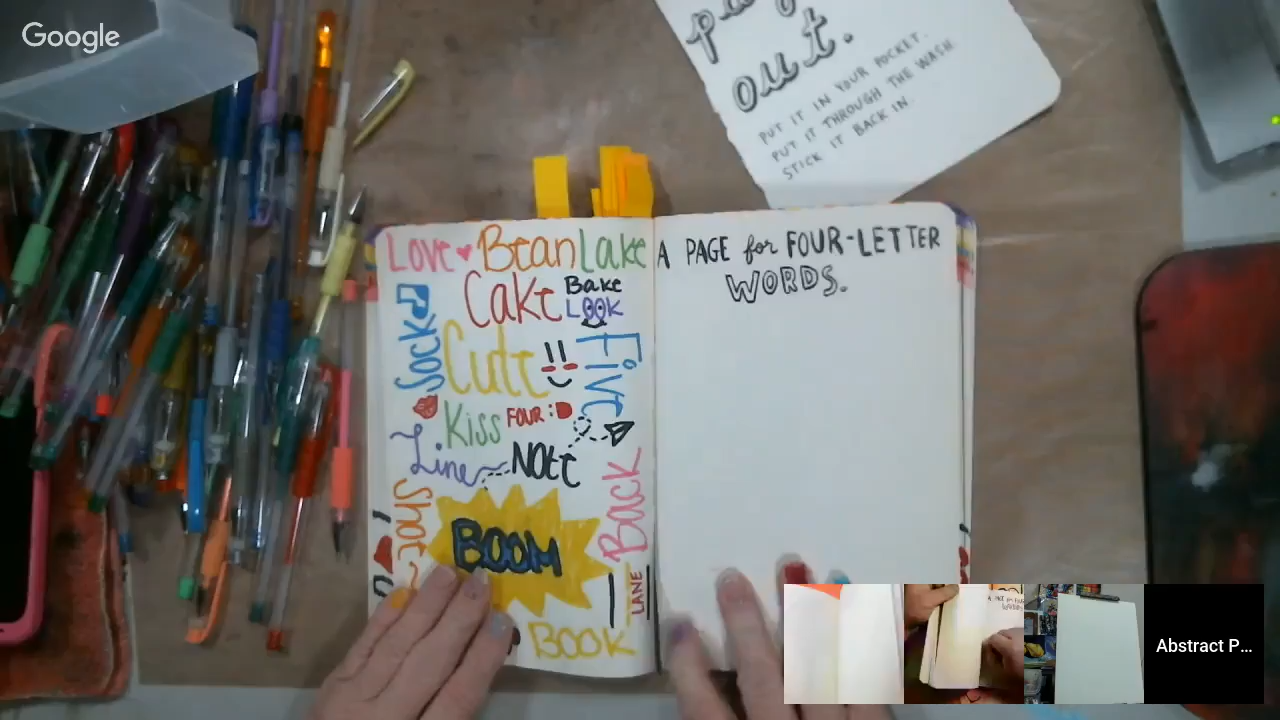 Google
out.
PUT IT IN YOUR POCKET.
PUT IT THROUGH THE WASH.
STICK IT BACK IN.
Love Bean Lake
Cake Bake
Look
Sock Cute Five
Kiss FOUR :D
Line Note
Shot Back
BOOM
LANE
BOOK
A PAGE for FOUR-LETTER
WORDS.
Abstract P...